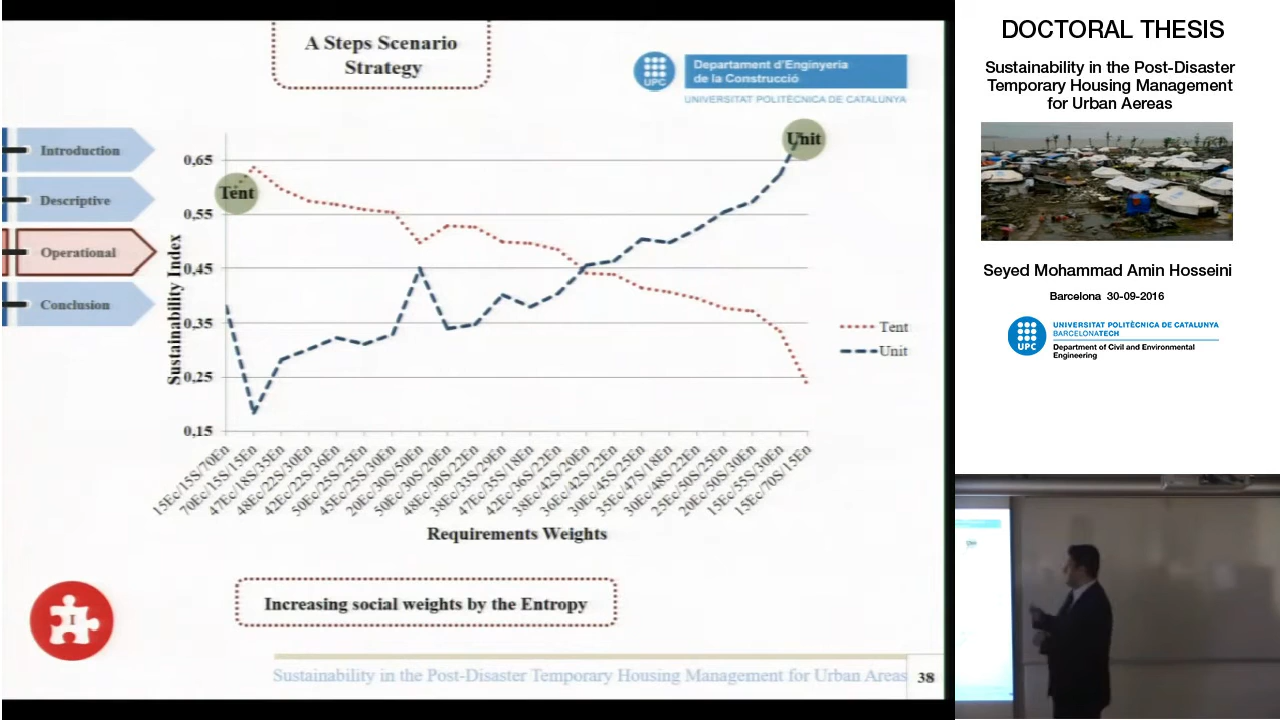 A Steps Scenario
Strategy
UPC
Departament d'Enginyeria
de la Construcció
UNIVERSITAT POLITÈCNICA DE CATALUNYA
Introduction
Descriptive
Operational
Conclusion
Sustainability Index
0,65
0,55
0,45
0,35
0,25
0,15
Tent
Unit
Tent
Unit
15Ec/15S/70En
70Ec/15S/15En
47Ec/18S/35En
48Ec/22S/30En
42Ec/22S/36En
50Ec/25S/25En
45Ec/25S/30En
20Ec/30S/50En
50Ec/30S/20En
48Ec/30S/22En
38Ec/33S/29En
47Ec/35S/18En
42Ec/36S/22En
38Ec/42S/20En
36Ec/42S/22En
30Ec/45S/25En
35Ec/47S/18En
30Ec/48S/22En
25Ec/50S/25En
20Ec/50S/30En
15Ec/55S/30En
15Ec/70S/15En
Requirements Weights
I
Increasing social weights by the Entropy
Sustainability in the Post-Disaster Temporary Housing Management for Urban Areas
38
DOCTORAL THESIS
Sustainability in the Post-Disaster
Temporary Housing Management
for Urban Aereas
Seyed Mohammad Amin Hosseini
Barcelona 30-09-2016
UPC
UNIVERSITAT POLITÈCNICA DE CATALUNYA
BARCELONATECH
Department of Civil and Environmental
Engineering